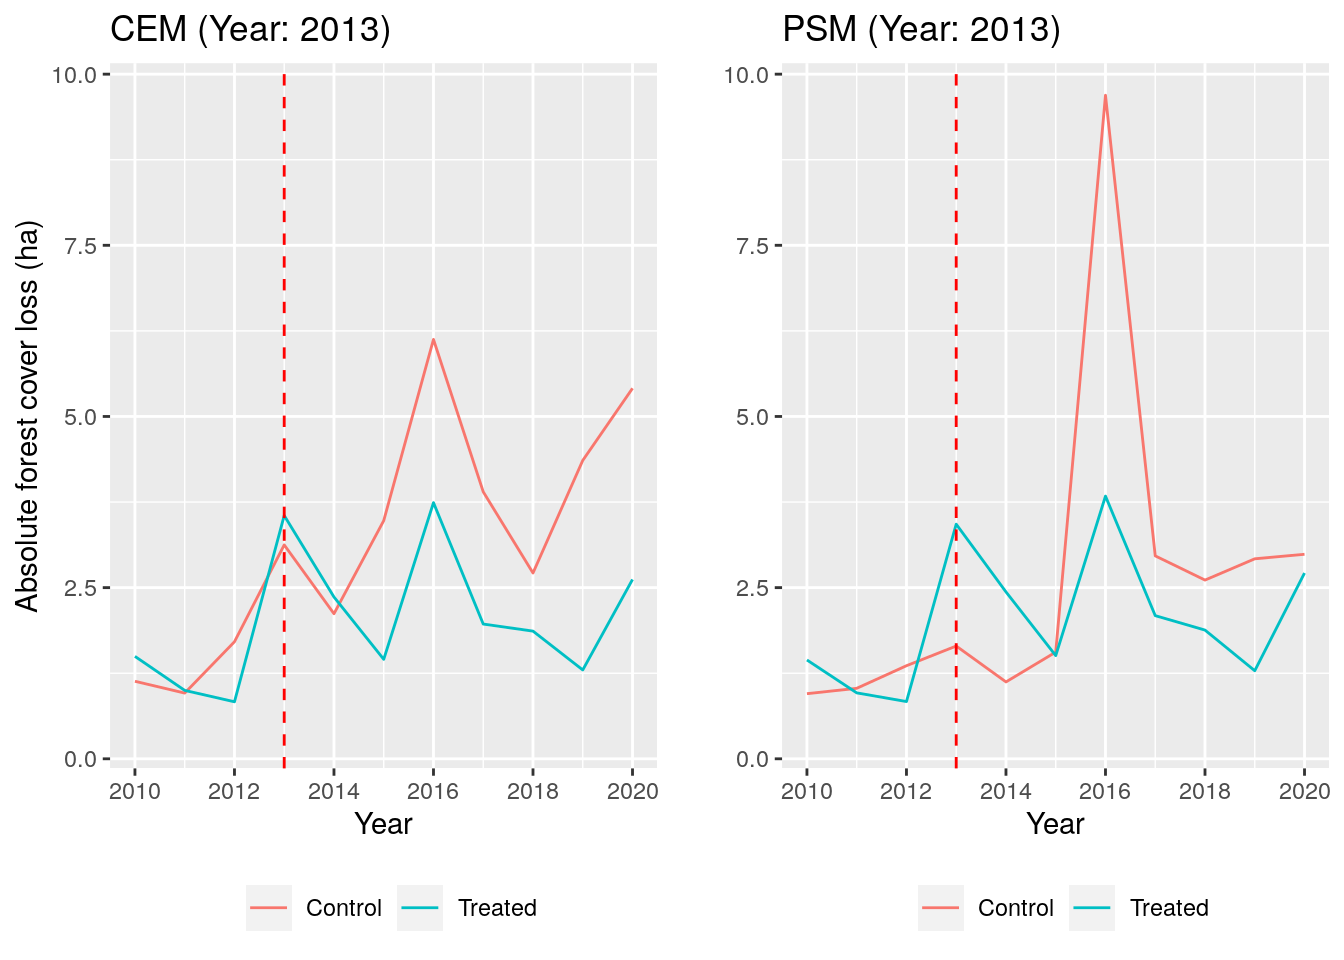 CEM (Year: 2013)
PSM (Year: 2013)
Absolute forest cover loss (ha)
10.0
7.5
5.0
2.5
0.0
2010 2012 2014 2016 2018 2020
Year
Control Treated
10.0
7.5
5.0
2.5
0.0
2010 2012 2014 2016 2018 2020
Year
Control Treated